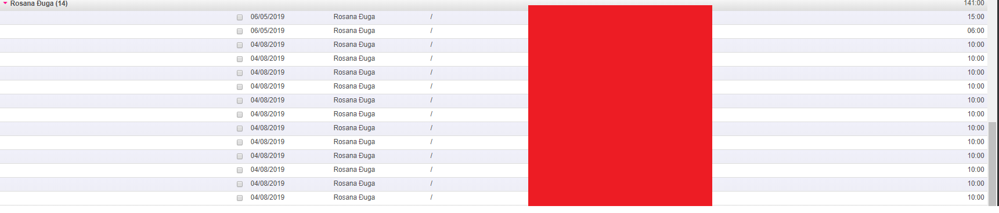 Rosana Đuga (14) 141:00
06/05/2019 Rosana Đuga / 15:00
06/05/2019 Rosana Đuga / 06:00
04/08/2019 Rosana Đuga / 10:00
04/08/2019 Rosana Đuga / 10:00
04/08/2019 Rosana Đuga / 10:00
04/08/2019 Rosana Đuga / 10:00
04/08/2019 Rosana Đuga / 10:00
04/08/2019 Rosana Đuga / 10:00
04/08/2019 Rosana Đuga / 10:00
04/08/2019 Rosana Đuga / 10:00
04/08/2019 Rosana Đuga / 10:00
04/08/2019 Rosana Đuga / 10:00
04/08/2019 Rosana Đuga / 10:00
04/08/2019 Rosana Đuga / 10:00